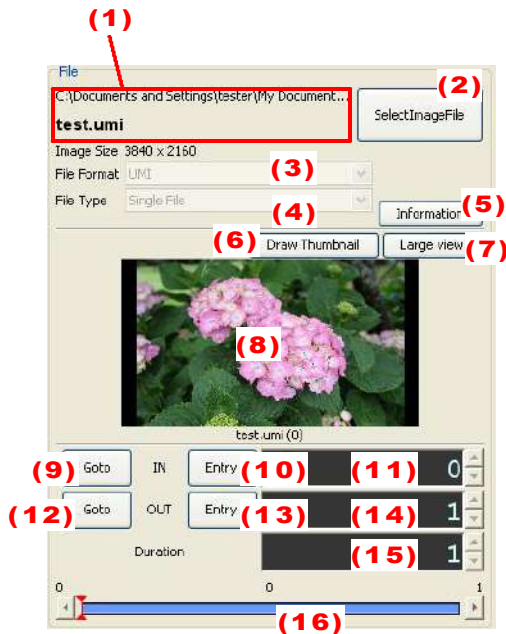 (1)
File
C:\Documents and Settings\tester\My Document...
(2)
SelectImageFile
test.umi
Image Size 3840 x 2160
File Format UMI (3)
File Type Single File (4)
Information (5)
(6) Draw Thumbnail Large view (7)
(8)
test.umi (0)
(9) Goto IN Entry (10) (11) 0
(12) Goto OUT Entry (13) (14) 1
Duration (15) 1
0 0 1
(16)